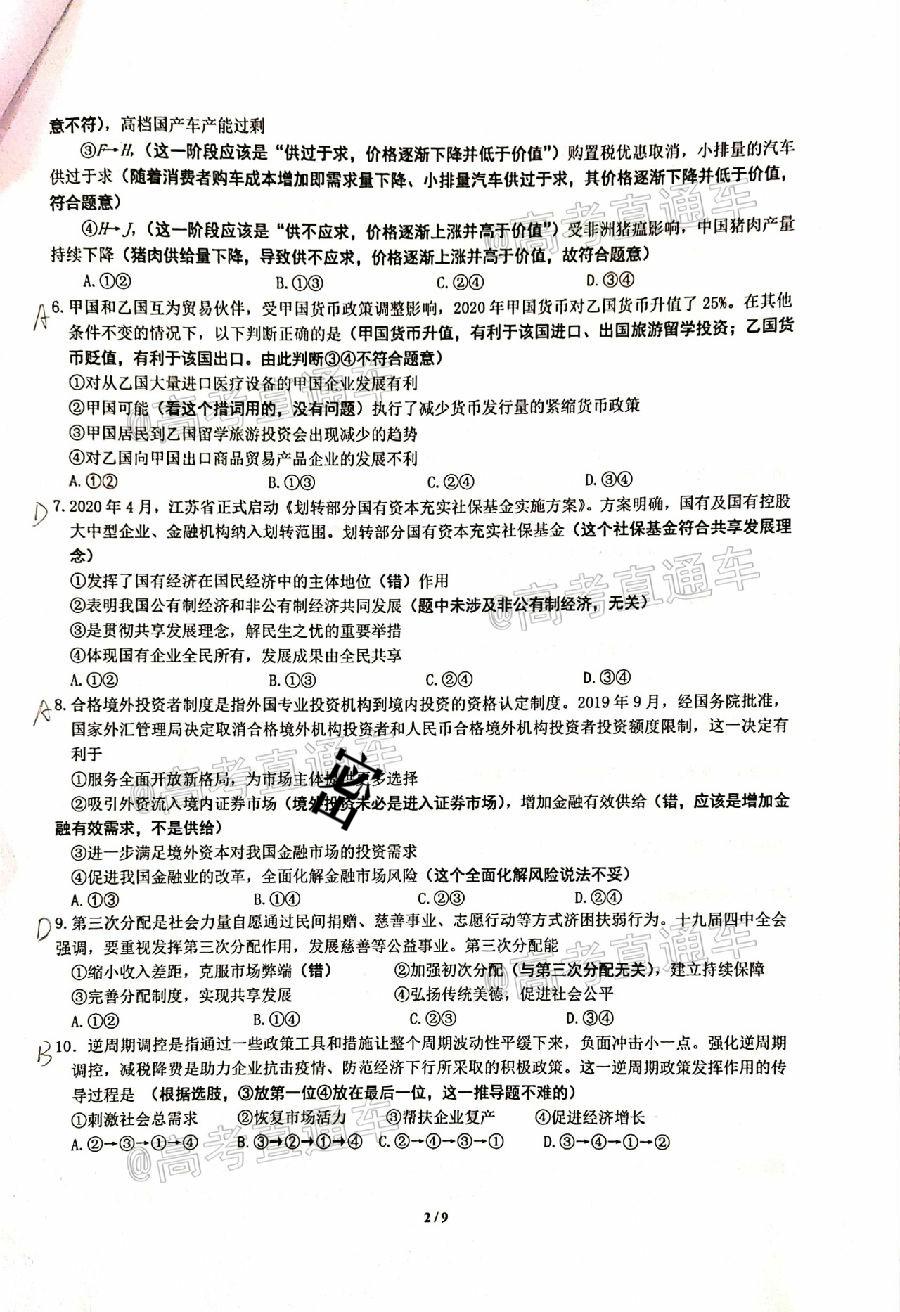 意不符)，高档国产车产能过剩
③F→H，(这一阶段应该是“供过于求，价格逐渐下降并低于价值”)购置税优惠取消，小排量的汽车
供过于求(随着消费者购车成本增加即需求量下降、小排量汽车供过于求，其价格逐渐下降并低于价值，
符合题意)
④H→J，(这一阶段应该是“供不应求，价格逐渐上涨并高于价值”)受非洲猪瘟影响，中国猪肉产量
持续下降(猪肉供给量下降，导致供不应求，价格逐渐上涨并高于价值，故符合题意)
A.①② B.①③ C.②④ D.③④
A 6.甲国和乙国互为贸易伙伴，受甲国货币政策调整影响，2020年甲国货币对乙国货币升值了25%。在其他
条件不变的情况下，以下判断正确的是(甲国货币升值，有利于该国进口、出国旅游留学投资；乙国货
币贬值，有利于该国出口。由此判断③④不符合题意)
①对从乙国大量进口医疗设备的甲国企业发展有利
②甲国可能(看这个措词用的，没有问题)执行了减少货币发行量的紧缩货币政策
③甲国居民到乙国留学旅游投资会出现减少的趋势
④对乙国向甲国出口商品贸易产品企业的发展不利
A.①② B.①③ C.②④ D.③④
D 7.2020年4月，江苏省正式启动《划转部分国有资本充实社保基金实施方案》。方案明确，国有及国有控股
大中型企业、金融机构纳入划转范围。划转部分国有资本充实社保基金(这个社保基金符合共享发展理
念)
①发挥了国有经济在国民经济中的主体地位(错)作用
②表明我国公有制经济和非公有制经济共同发展(题中未涉及非公有制经济，无关)
③是贯彻共享发展理念，解民生之忧的重要举措
④体现国有企业全民所有，发展成果由全民共享
A.①② B.①③ C.②④ D.③④
A 8.合格境外投资者制度是指外国专业投资机构到境内投资的资格认定制度。2019年9月，经国务院批准，
国家外汇管理局决定取消合格境外机构投资者和人民币合格境外机构投资者投资额度限制，这一决定有
利于
①服务全面开放新格局，为市场主体提供更多选择
②吸引外资流入境内证券市场(境外投资未必是进入证券市场)，增加金融有效供给(错，应该是增加金
融有效需求，不是供给)
③进一步满足境外资本对我国金融市场的投资需求
④促进我国金融业的改革，全面化解金融市场风险(这个全面化解风险说法不妥)
A.①③ B.①④ C.②③ D.②④
D 9.第三次分配是社会力量自愿通过民间捐赠、慈善事业、志愿行动等方式济困扶弱行为。十九届四中全会
强调，要重视发挥第三次分配作用，发展慈善等公益事业。第三次分配能
①缩小收入差距，克服市场弊端(错) ②加强初次分配(与第三次分配无关)，建立持续保障
③完善分配制度，实现共享发展 ④弘扬传统美德，促进社会公平
A.①② B.①④ C.②③ D.③④
B 10．逆周期调控是指通过一些政策工具和措施让整个周期波动性平缓下来，负面冲击小一点。强化逆周期
调控，减税降费是助力企业抗击疫情、防范经济下行所采取的积极政策。这一逆周期政策发挥作用的传
导过程是 (根据选肢，③放第一位④放在最后一位，这一推导题不难的)
①刺激社会总需求 ②恢复市场活力 ③帮扶企业复产 ④促进经济增长
A.②→③→①→④ B.③→②→①→④ C.②→④→③→① D.③→④→①→②
密
@高考直通车
@高考直通车
@高考直通车
@高考直通车
@高考直通车
@高考直通车
@高考直通车
2/9